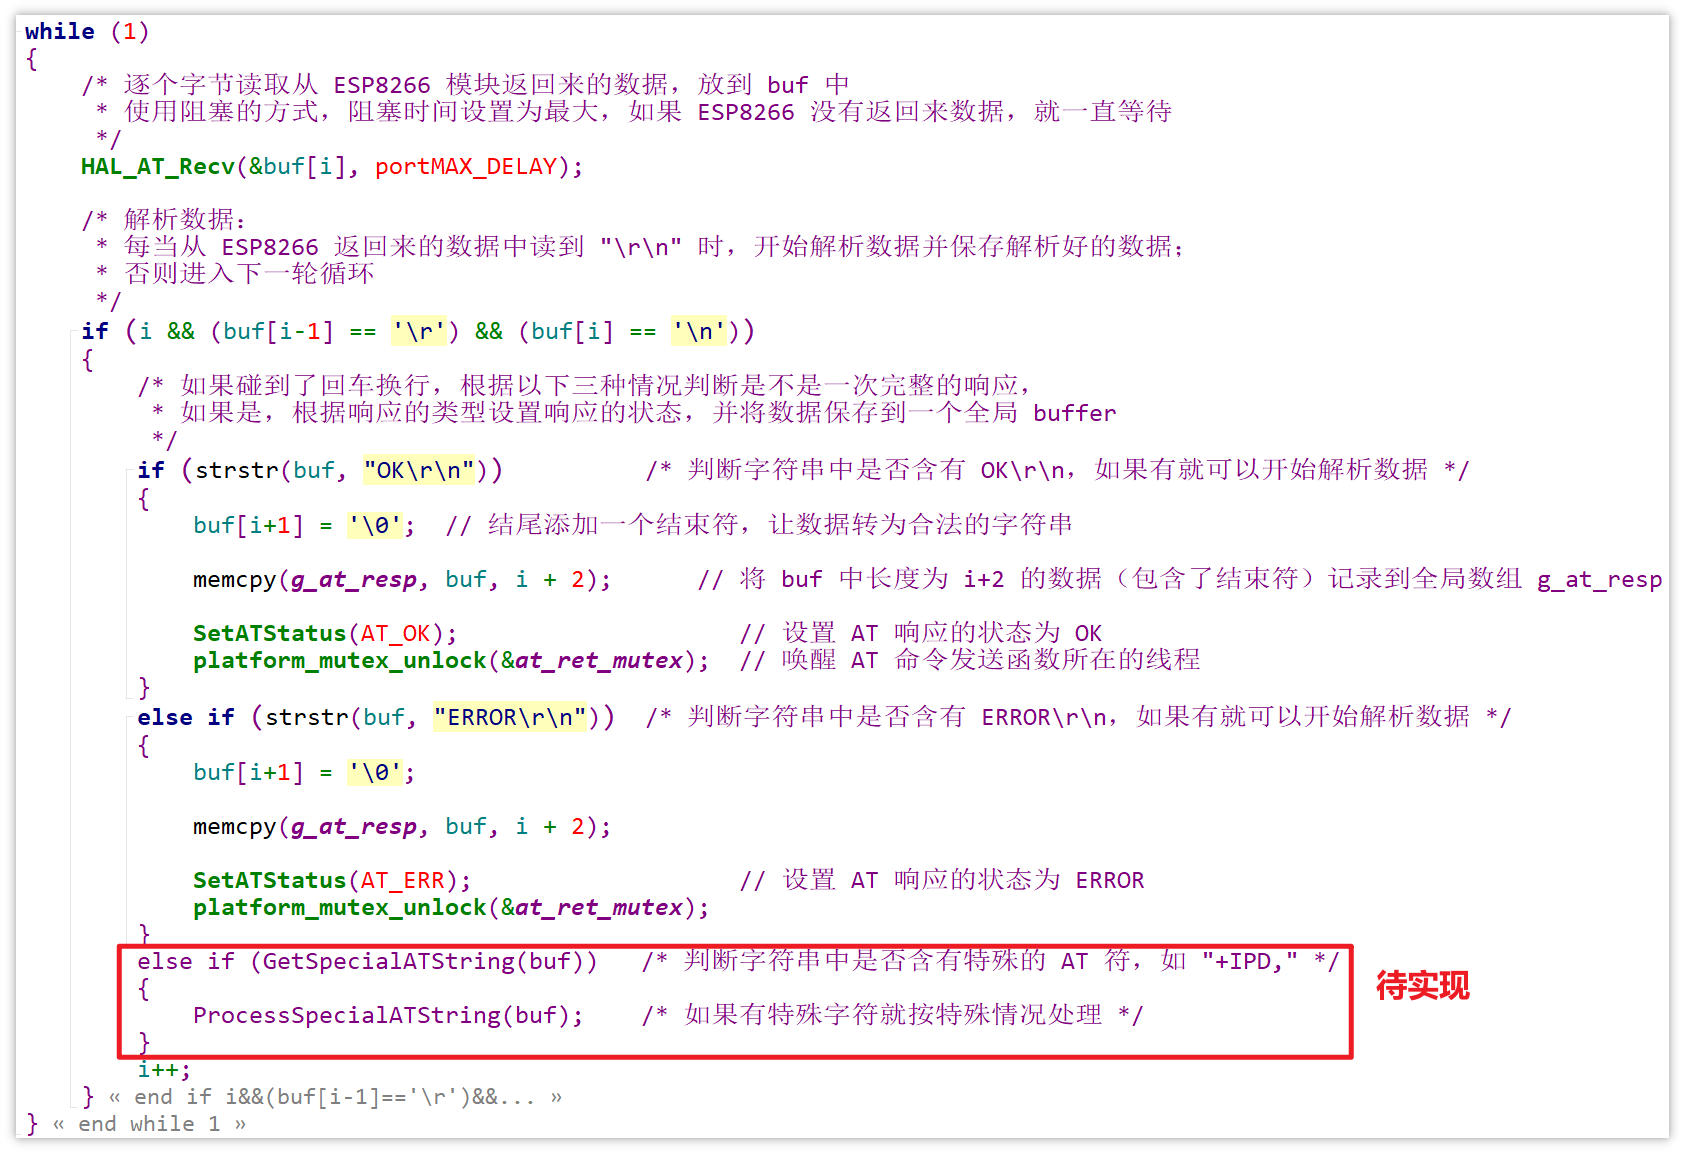 while (1)
{
    /* 逐个字节读取从 ESP8266 模块返回来的数据，放到 buf 中
     * 使用阻塞的方式，阻塞时间设置为最大，如果 ESP8266 没有返回来数据，就一直等待
     */
    HAL_AT_Recv(&buf[i], portMAX_DELAY);

    /* 解析数据：
     * 每当从 ESP8266 返回来的数据中读到 "\r\n" 时，开始解析数据并保存解析好的数据；
     * 否则进入下一轮循环
     */
    if (i && (buf[i-1] == '\r') && (buf[i] == '\n'))
    {
        /* 如果碰到了回车换行，根据以下三种情况判断是不是一次完整的响应，
         * 如果是，根据响应的类型设置响应的状态，并将数据保存到一个全局 buffer
         */
        if (strstr(buf, "OK\r\n"))          /* 判断字符串中是否含有 OK\r\n，如果有就可以开始解析数据 */
        {
            buf[i+1] = '\0';  // 结尾添加一个结束符，让数据转为合法的字符串

            memcpy(g_at_resp, buf, i + 2);      // 将 buf 中长度为 i+2 的数据（包含了结束符）记录到全局数组 g_at_resp

            SetATStatus(AT_OK);                    // 设置 AT 响应的状态为 OK
            platform_mutex_unlock(&at_ret_mutex);  // 唤醒 AT 命令发送函数所在的线程
        }
        else if (strstr(buf, "ERROR\r\n"))  /* 判断字符串中是否含有 ERROR\r\n，如果有就可以开始解析数据 */
        {
            buf[i+1] = '\0';

            memcpy(g_at_resp, buf, i + 2);

            SetATStatus(AT_ERR);                   // 设置 AT 响应的状态为 ERROR
            platform_mutex_unlock(&at_ret_mutex);
        }
        else if (GetSpecialATString(buf))   /* 判断字符串中是否含有特殊的 AT 符，如 "+IPD," */
        {
            ProcessSpecialATString(buf);    /* 如果有特殊字符就按特殊情况处理 */
        }
待实现
        i++;
    } « end if i&&(buf[i-1]=='\r')&&... »
} « end while 1 »